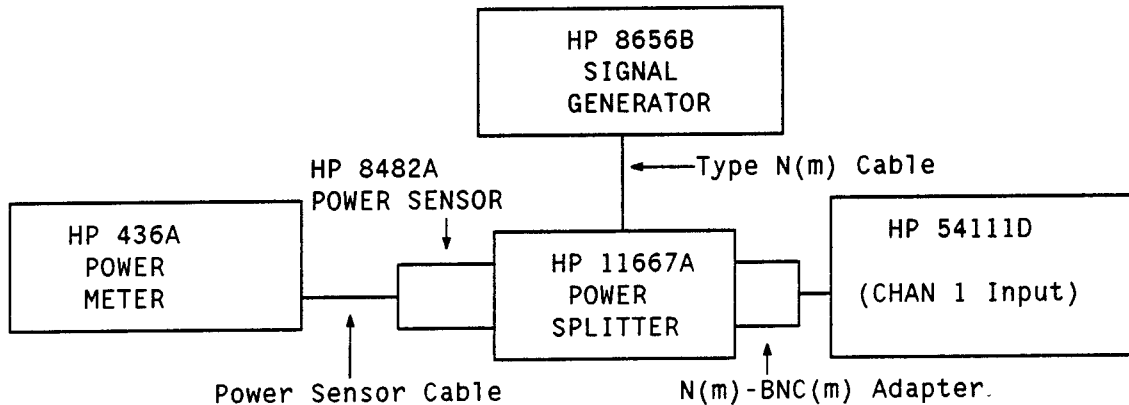 HP 8656B
SIGNAL
GENERATOR
Type N(m) Cable
HP 8482A
POWER SENSOR
HP 436A
POWER
METER
HP 11667A
POWER
SPLITTER
HP 54111D
(CHAN 1 Input)
Power Sensor Cable
N(m)-BNC(m) Adapter